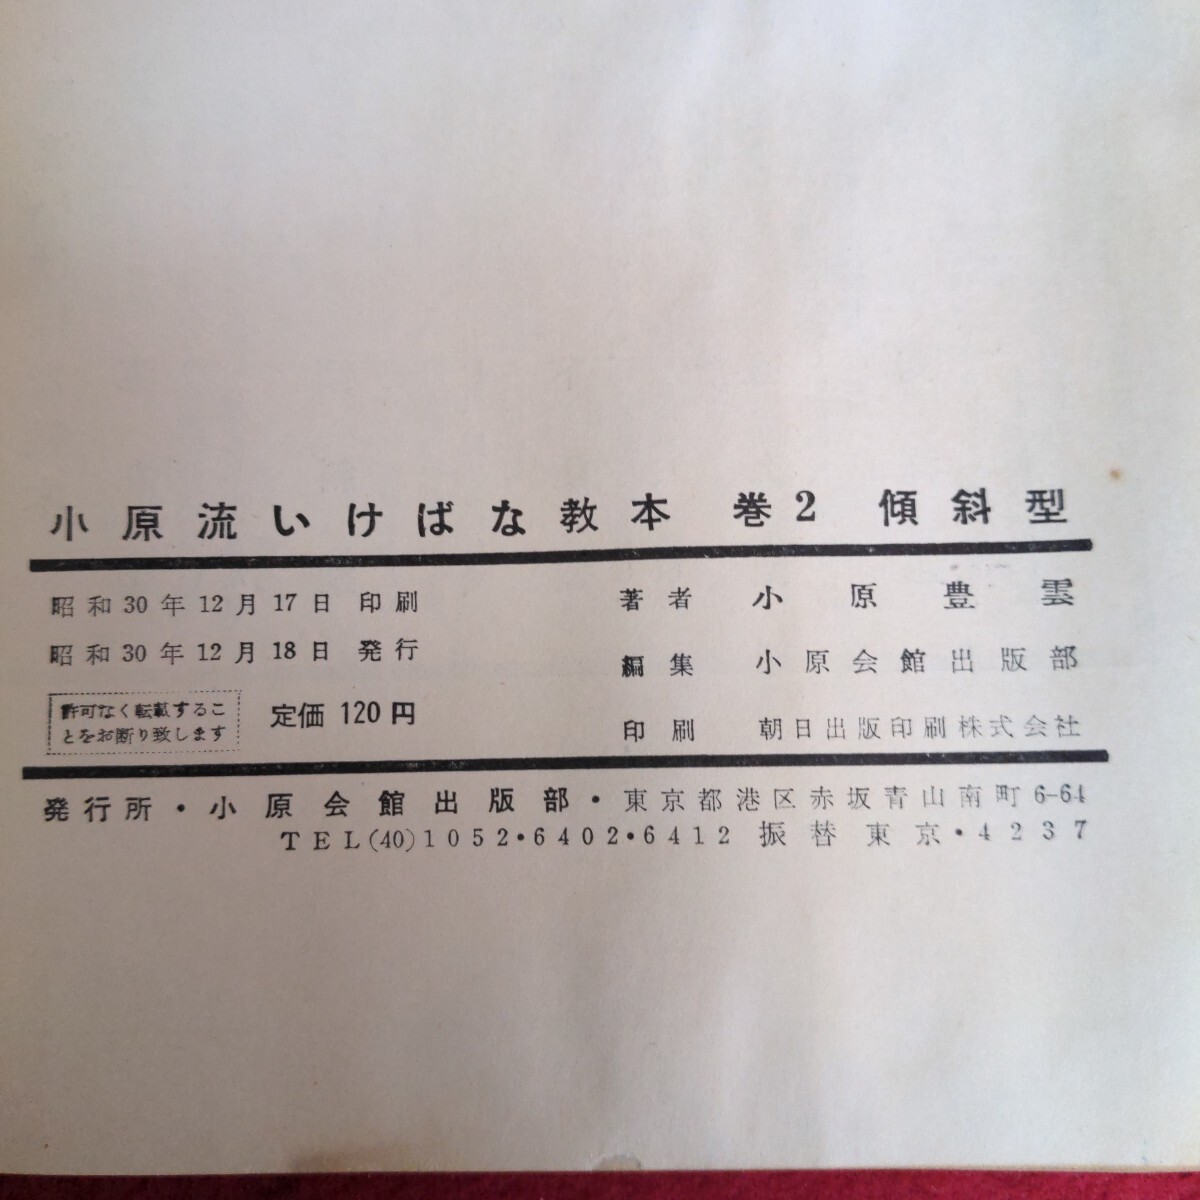 小原流いけばな教本 巻2 傾斜型
昭和30年12月17日 印刷
昭和30年12月18日 発行
許可なく転載するこ
とをお断り致します
定価 120円
著者 小原豊雲
編集 小原会館出版部
印刷 朝日出版印刷株式会社
発行所・小原会館出版部・東京都港区赤坂青山南町6-64
TEL(40)1052・6402・6412 振替東京・4237